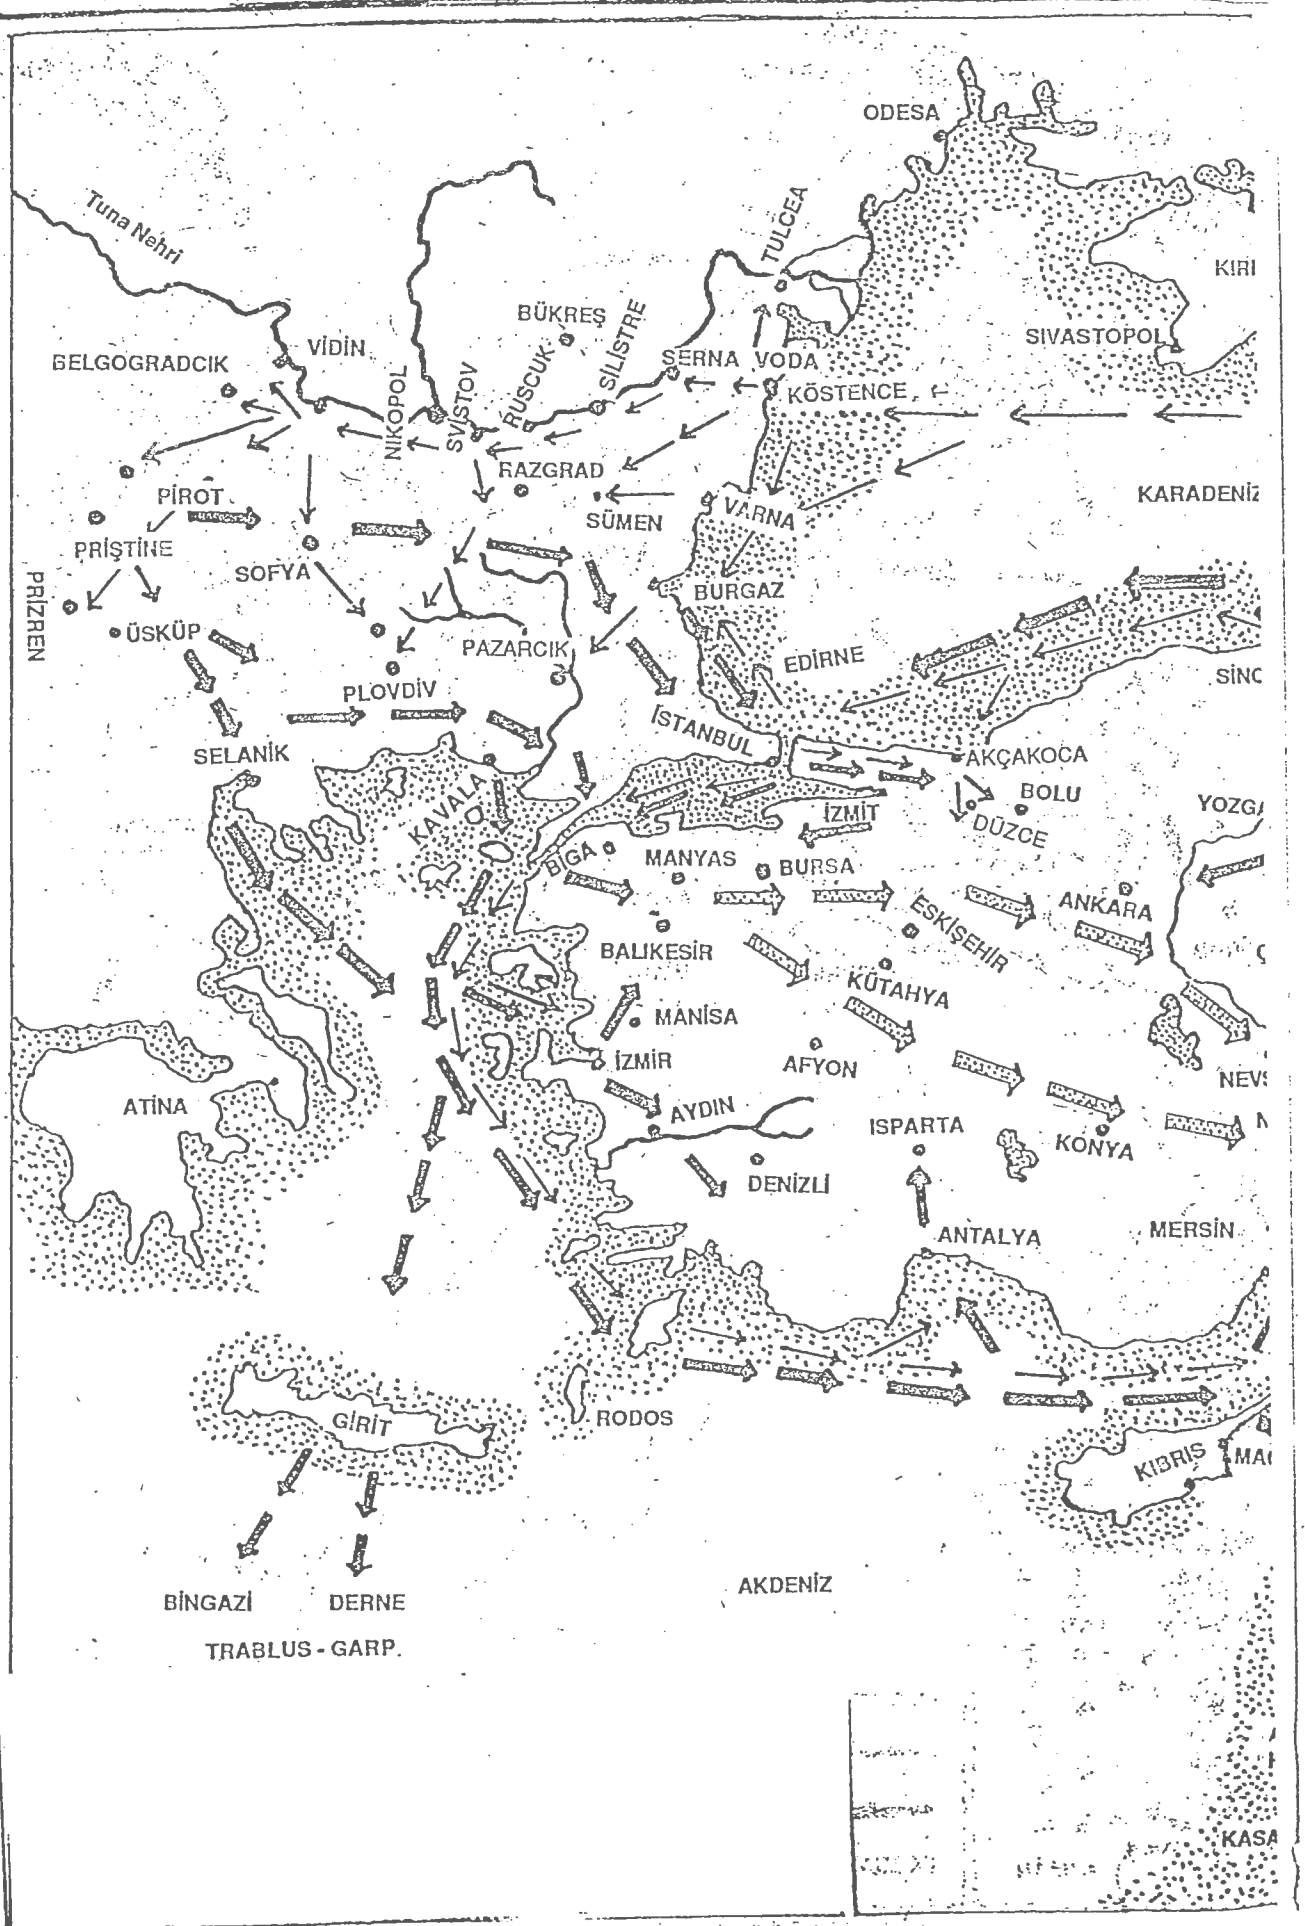 ODESA
Tuna Nehri
TULCEA
KIRI
BÜKREŞ
SİLİSTRE
VİDİN
SIVASTOPOL
BELGOGRADCIK
SERNA VODA
RUSCUK
NİKOPOL
SVİSTOV
KÖSTENCE
RAZGRAD
PİROT
KARADENİZ
SÜMEN
VARNA
PRİŞTİNE
SOFYA
PRİZREN
BURGAZ
ÜSKÜP
PAZARCIK
EDİRNE
SİNO
PLOVDİV
İSTANBUL
SELANİK
AKÇAKOCA
BOLU
KAVALA
İZMİT
DÜZCE
YOZGA
BİGA
MANYAS
BURSA
ANKARA
ESKİŞEHİR
BALIKESİR
KÜTAHYA
MANİSA
İZMİR
AFYON
NEVŞ
ATİNA
AYDIN
ISPARTA
N
KONYA
DENİZLİ
ANTALYA
MERSİN
GİRİT
RODOS
KIBRIS
MAĞ
AKDENİZ
BİNGAZİ
DERNE
TRABLUS - GARP.
KASA